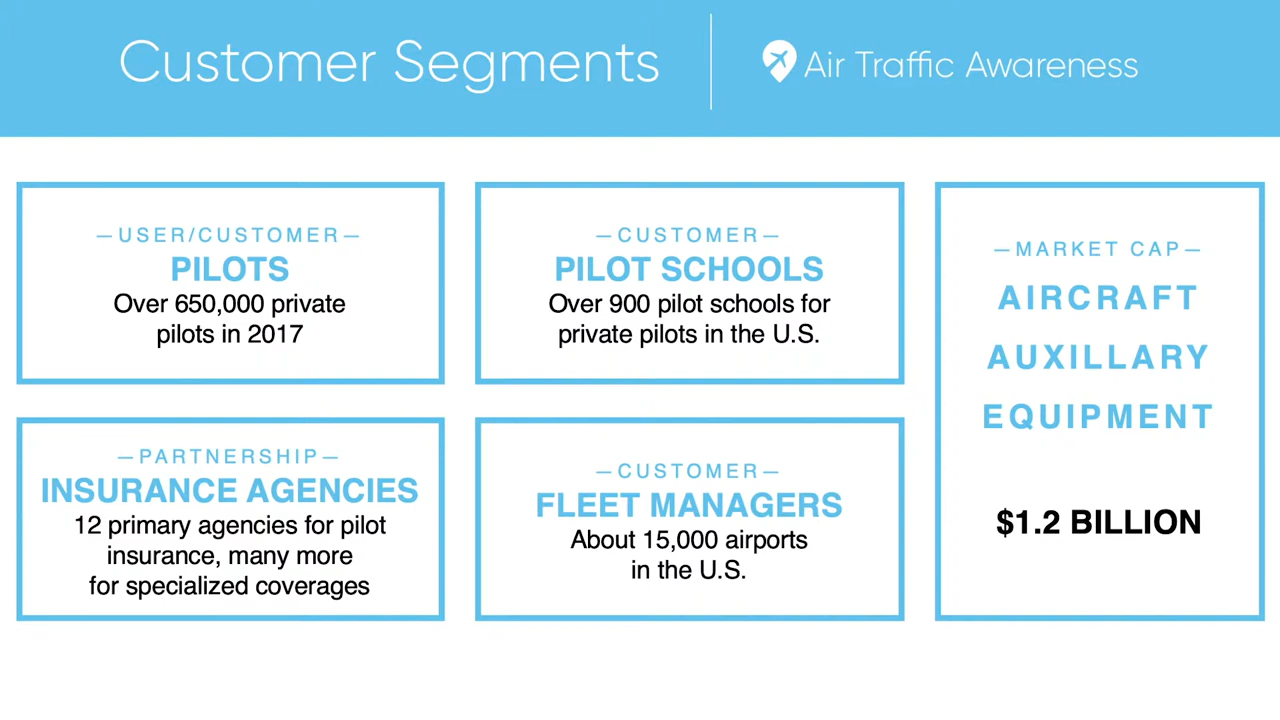 Customer Segments
Air Traffic Awareness
—USER/CUSTOMER—
PILOTS
Over 650,000 private
pilots in 2017
—CUSTOMER—
PILOT SCHOOLS
Over 900 pilot schools for
private pilots in the U.S.
—PARTNERSHIP—
INSURANCE AGENCIES
12 primary agencies for pilot
insurance, many more
for specialized coverages
—CUSTOMER—
FLEET MANAGERS
About 15,000 airports
in the U.S.
—MARKET CAP—
AIRCRAFT
AUXILLARY
EQUIPMENT
$1.2 BILLION